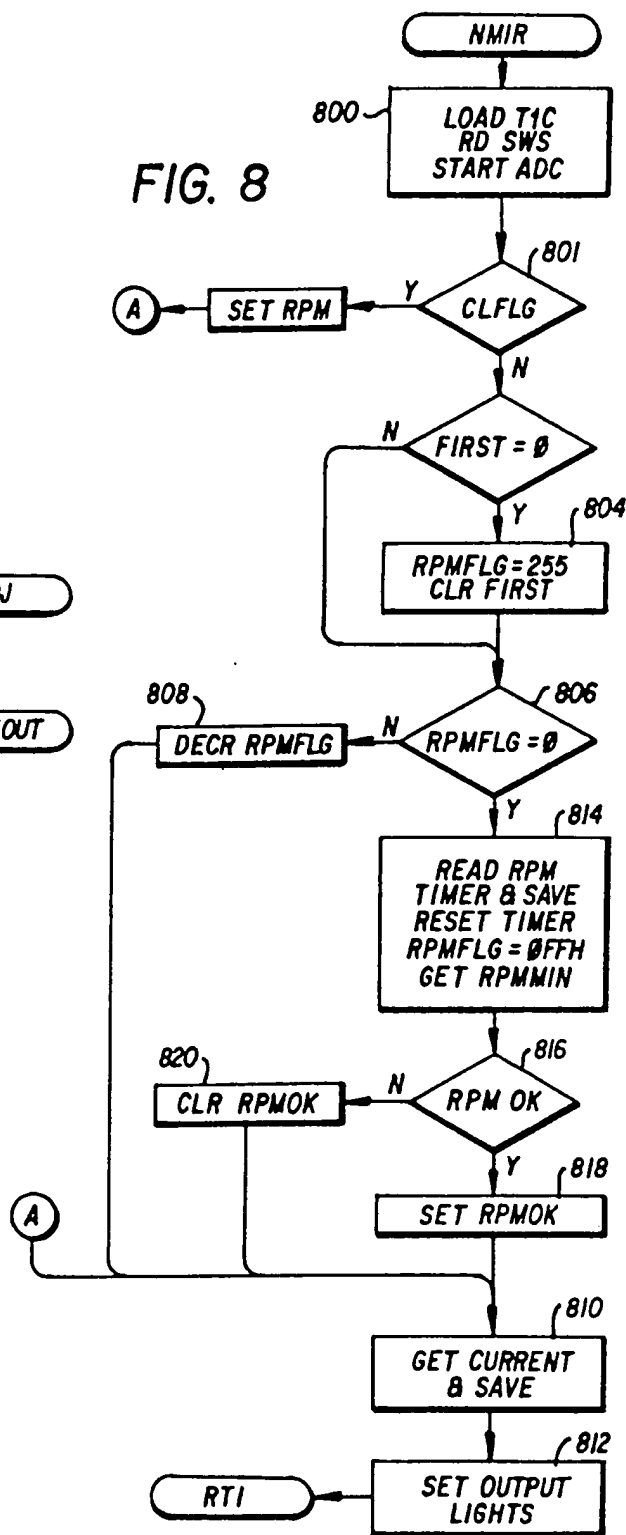 NMIR
800
LOAD T1C
RD SWS
START ADC
FIG. 8
801
CLFLG
Y
SET RPM
A
N
FIRST = Ø
N
Y
804
RPMFLG = 255
CLR FIRST
J
806
RPMFLG = Ø
N
808
DECR RPMFLG
OUT
Y
814
READ RPM
TIMER & SAVE
RESET TIMER
RPMFLG = ØFFH
GET RPMMIN
816
RPM OK
N
820
CLR RPMOK
Y
818
SET RPMOK
A
810
GET CURRENT
& SAVE
812
SET OUTPUT
LIGHTS
RTI